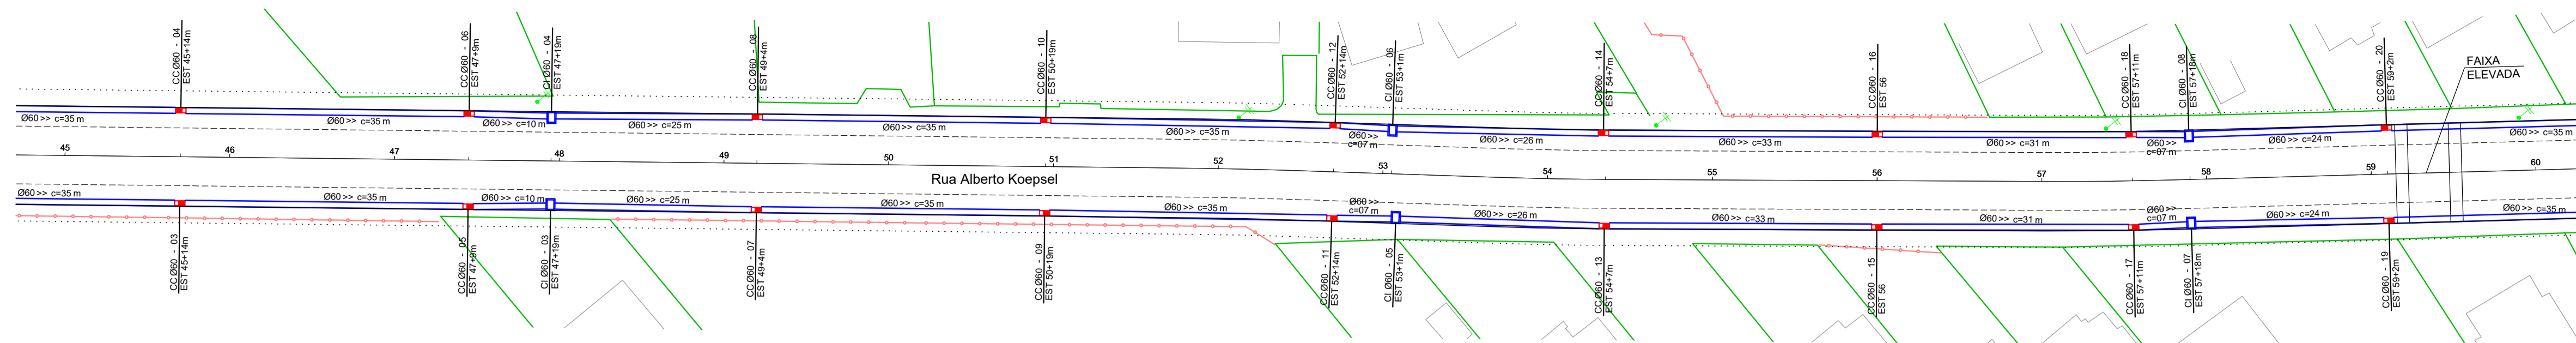 CC Ø60 - 04
EST 45+14m
CC Ø60 - 06
EST 47+9m
CI Ø60 - 04
EST 47+19m
CC Ø60 - 08
EST 49+4m
CC Ø60 - 10
EST 50+19m
CC Ø60 - 12
EST 52+14m
CI Ø60 - 06
EST 53+1m
CC Ø60 - 14
EST 54+7m
CC Ø60 - 16
EST 56
CC Ø60 - 18
EST 57+11m
CI Ø60 - 08
EST 57+18m
CC Ø60 - 20
EST 59+2m
FAIXA
ELEVADA
Ø60 >> c=35 m
Ø60 >> c=35 m
Ø60 >> c=10 m
Ø60 >> c=25 m
Ø60 >> c=35 m
Ø60 >> c=35 m
Ø60 >>
c=07 m
Ø60 >> c=26 m
Ø60 >> c=33 m
Ø60 >> c=31 m
Ø60 >>
c=07 m
Ø60 >> c=24 m
Ø60 >> c=35 m
45
46
47
48
49
50
51
52
53
54
55
56
57
58
59
60
Rua Alberto Koepsel
Ø60 >> c=35 m
Ø60 >> c=35 m
Ø60 >> c=10 m
Ø60 >> c=25 m
Ø60 >> c=35 m
Ø60 >> c=35 m
Ø60 >>
c=07 m
Ø60 >> c=26 m
Ø60 >> c=33 m
Ø60 >> c=31 m
Ø60 >>
c=07 m
Ø60 >> c=24 m
Ø60 >> c=35 m
CC Ø60 - 03
EST 45+14m
CC Ø60 - 05
EST 47+9m
CI Ø60 - 03
EST 47+19m
CC Ø60 - 07
EST 49+4m
CC Ø60 - 09
EST 50+19m
CC Ø60 - 11
EST 52+14m
CI Ø60 - 05
EST 53+1m
CC Ø60 - 13
EST 54+7m
CC Ø60 - 15
EST 56
CC Ø60 - 17
EST 57+11m
CI Ø60 - 07
EST 57+18m
CC Ø60 - 19
EST 59+2m